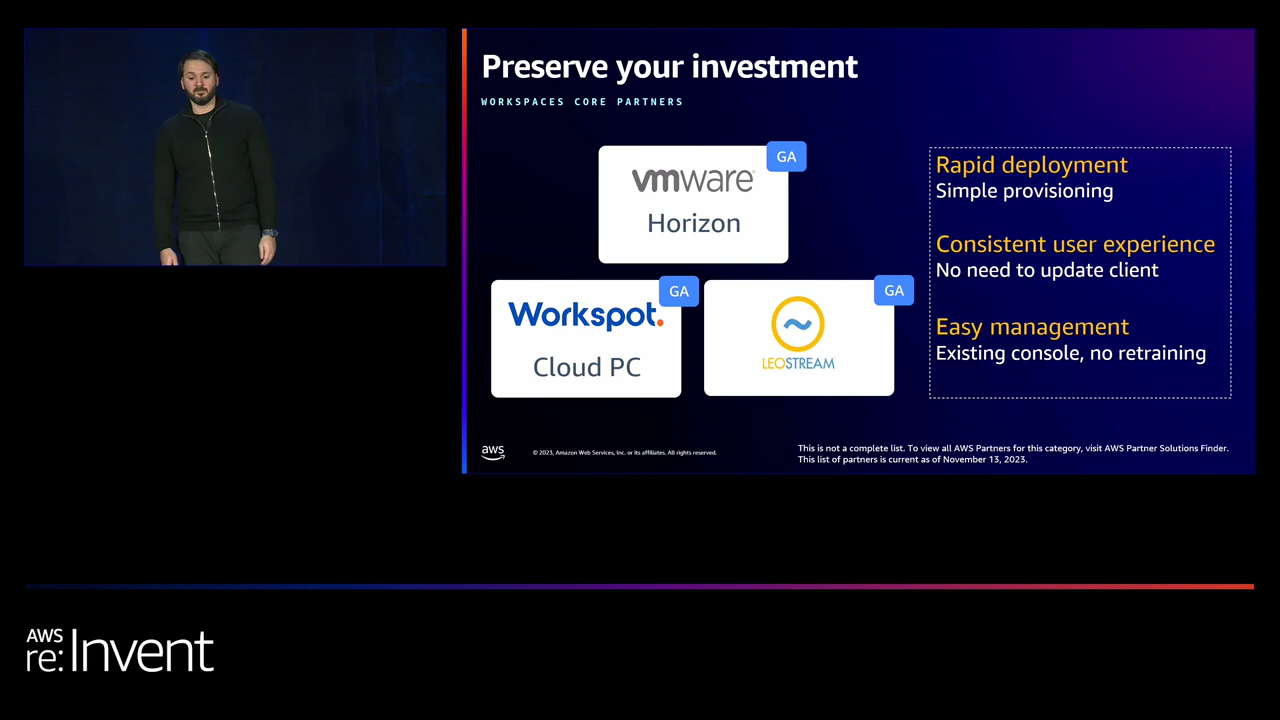 Preserve your investment
WORKSPACES CORE PARTNERS
GA
vmware
Horizon
GA
Workspot.
Cloud PC
GA
LEOSTREAM
Rapid deployment
Simple provisioning
Consistent user experience
No need to update client
Easy management
Existing console, no retraining
aws
© 2023, Amazon Web Services, Inc. or its affiliates. All rights reserved.
This is not a complete list. To view all AWS Partners for this category, visit AWS Partner Solutions Finder.
This list of partners is current as of November 13, 2023.
AWS
re:Invent